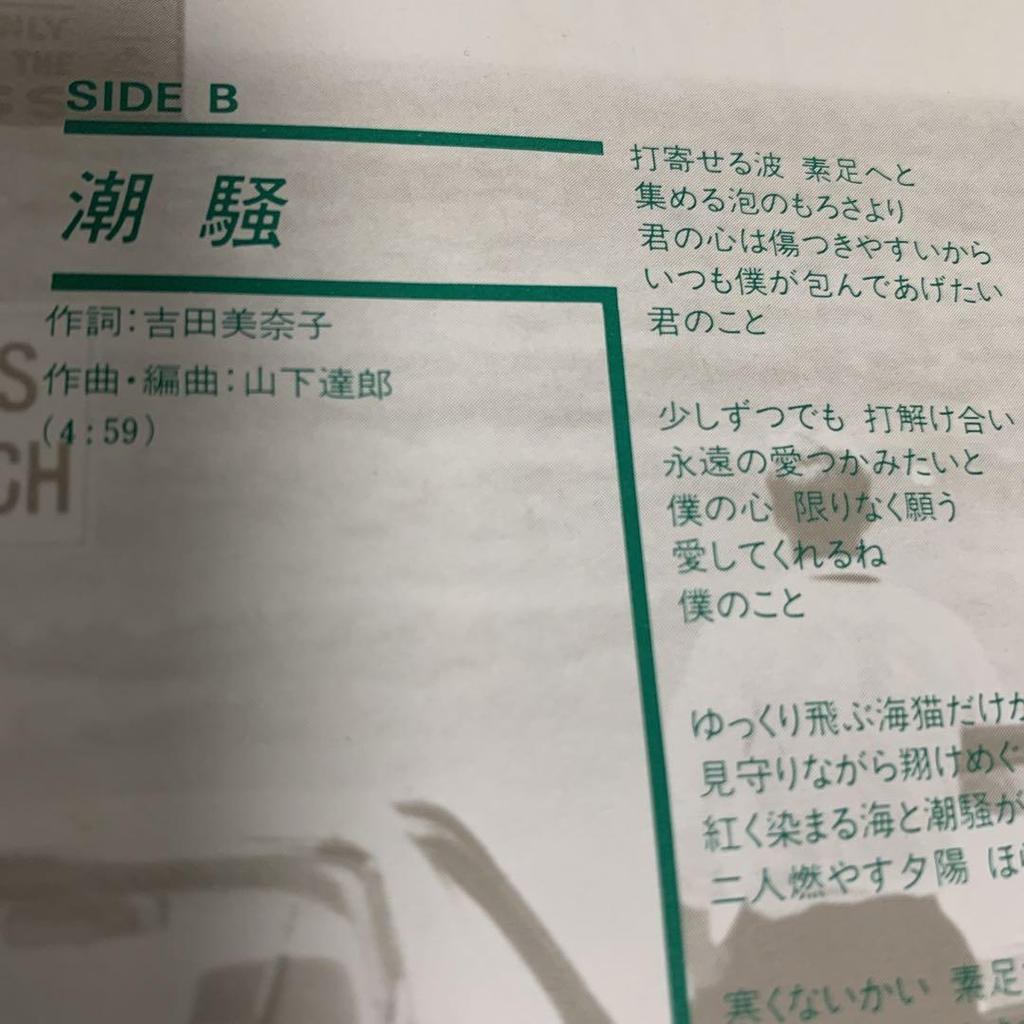 SIDE B
潮 騒
作詞：吉田美奈子
作曲・編曲：山下達郎
(4：59)
打寄せる波 素足へと
集める泡のもろさより
君の心は傷つきやすいから
いつも僕が包んであげたい
君のこと
少しずつでも 打解け合い
永遠の愛つかみたいと
僕の心 限りなく願う
愛してくれるね
僕のこと
ゆっくり飛ぶ海猫だけが
見守りながら翔けめぐ
紅く染まる海と潮騒が
二人燃やす夕陽 ほ
寒くないかい 素足
NLY
THE
SS
S
CH